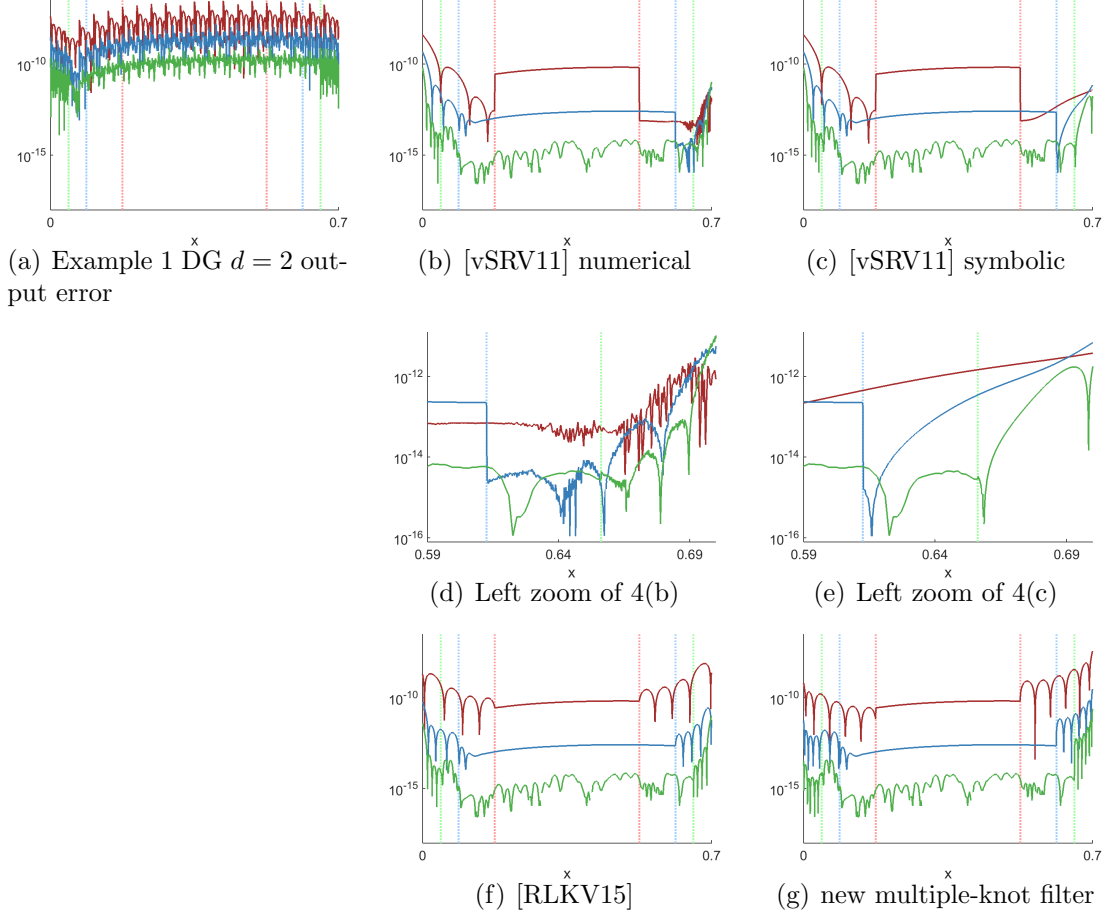 10^-10
10^-15
0
0.7
x
(a) Example 1 DG d = 2 out-
put error
10^-10
10^-15
0
0.7
x
(b) [vSRV11] numerical
10^-10
10^-15
0
0.7
x
(c) [vSRV11] symbolic
10^-12
10^-14
10^-16
0.59
0.64
0.69
x
(d) Left zoom of 4(b)
10^-12
10^-14
10^-16
0.59
0.64
0.69
x
(e) Left zoom of 4(c)
10^-10
10^-15
0
0.7
x
(f) [RLKV15]
10^-10
10^-15
0
0.7
x
(g) new multiple-knot filter